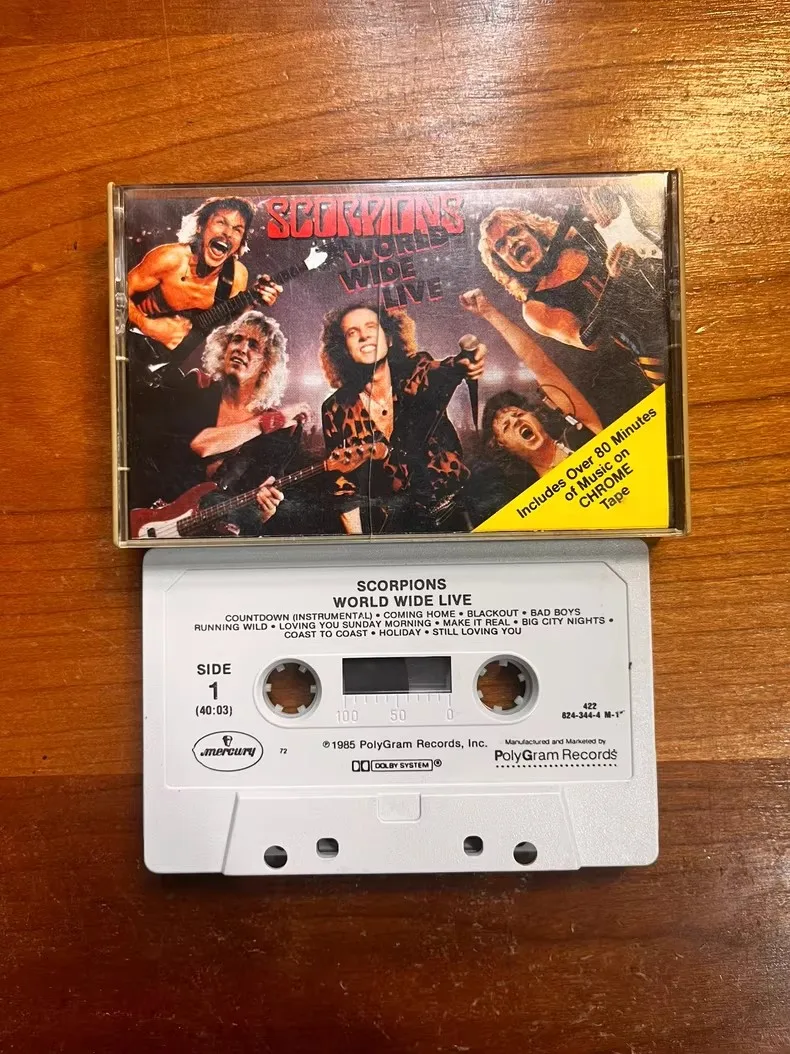 SCORPIONS
WORLD
WIDE
LIVE
Includes Over 80 Minutes
of Music on
CHROME
Tape
SCORPIONS
WORLD WIDE LIVE
COUNTDOWN (INSTRUMENTAL) • COMING HOME • BLACKOUT • BAD BOYS
RUNNING WILD • LOVING YOU SUNDAY MORNING • MAKE IT REAL • BIG CITY NIGHTS •
COAST TO COAST • HOLIDAY • STILL LOVING YOU
SIDE
1
(40:03)
100 50 0
422
824-344-4 M-1
mercury
72
℗1985 PolyGram Records, Inc.
DOLBY SYSTEM®
Manufactured and Marketed by
PolyGram Records